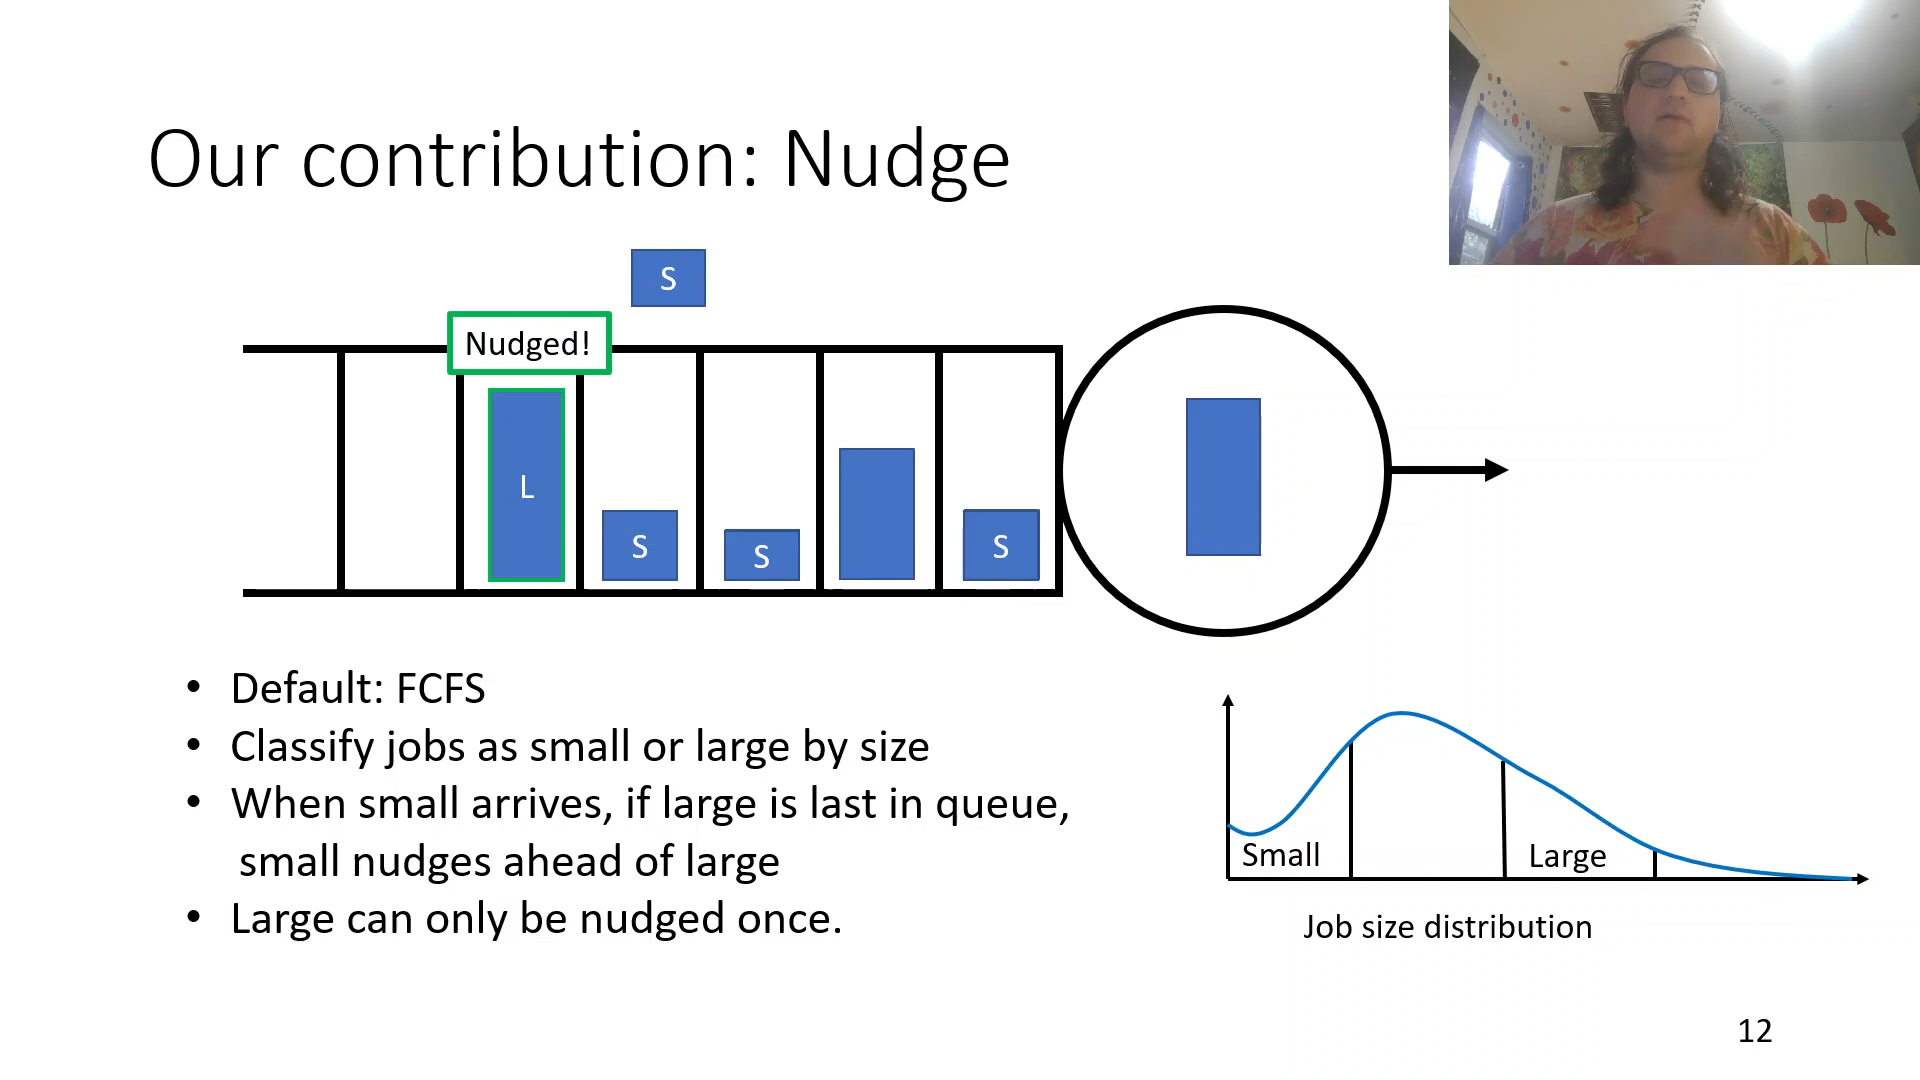 Our contribution: Nudge
S
Nudged!
L
S
S
S
• Default: FCFS
• Classify jobs as small or large by size
• When small arrives, if large is last in queue,
small nudges ahead of large
• Large can only be nudged once.
Small
Large
Job size distribution
12